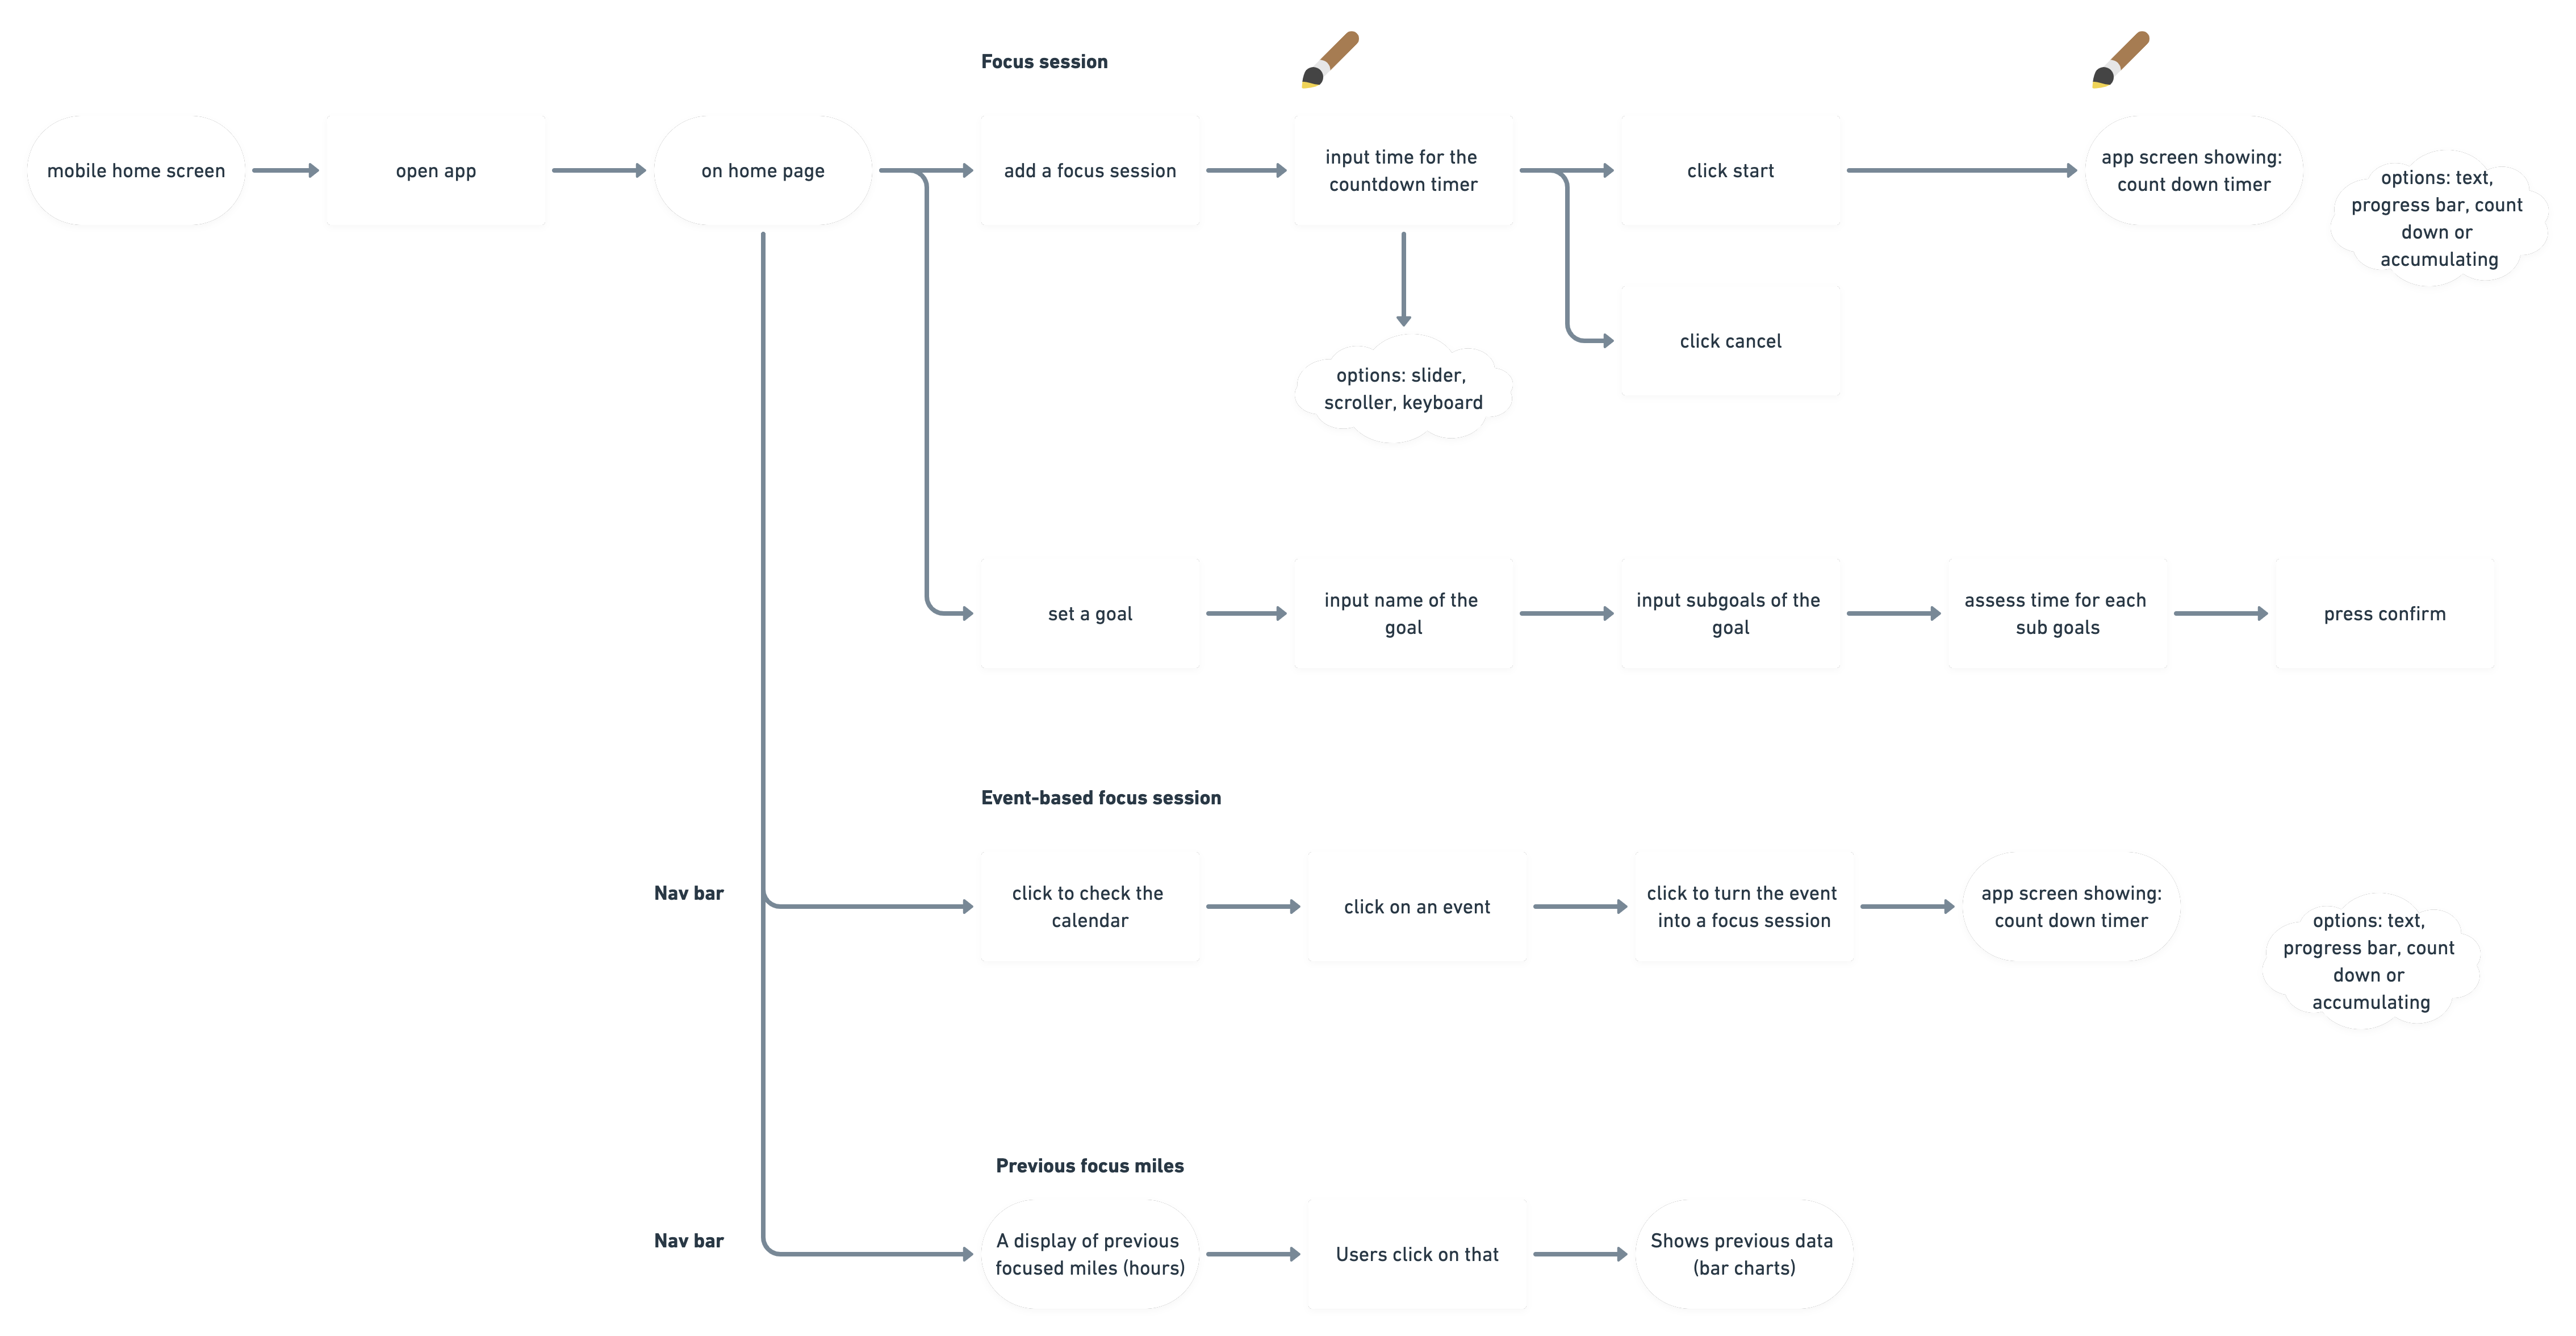 Focus session
mobile home screen
open app
on home page
add a focus session
input time for the
countdown timer
click start
app screen showing:
count down timer
options: text,
progress bar, count
down or
accumulating
click cancel
options: slider,
scroller, keyboard
set a goal
input name of the
goal
input subgoals of the
goal
assess time for each
sub goals
press confirm
Event-based focus session
Nav bar
click to check the
calendar
click on an event
click to turn the event
into a focus session
app screen showing:
count down timer
options: text,
progress bar, count
down or
accumulating
Previous focus miles
Nav bar
A display of previous
focused miles (hours)
Users click on that
Shows previous data
(bar charts)